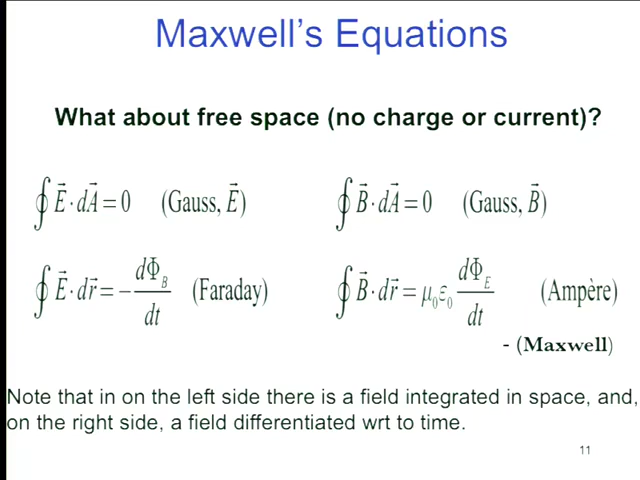 Maxwell's Equations
What about free space (no charge or current)?
∮ E⃗ · dA⃗ = 0 (Gauss, E⃗)
∮ B⃗ · dA⃗ = 0 (Gauss, B⃗)
∮ E⃗ · dr⃗ = − dΦ_B/dt (Faraday)
∮ B⃗ · dr⃗ = μ₀ε₀ dΦ_E/dt (Ampère)
- (Maxwell)
Note that in on the left side there is a field integrated in space, and,
on the right side, a field differentiated wrt to time.
11